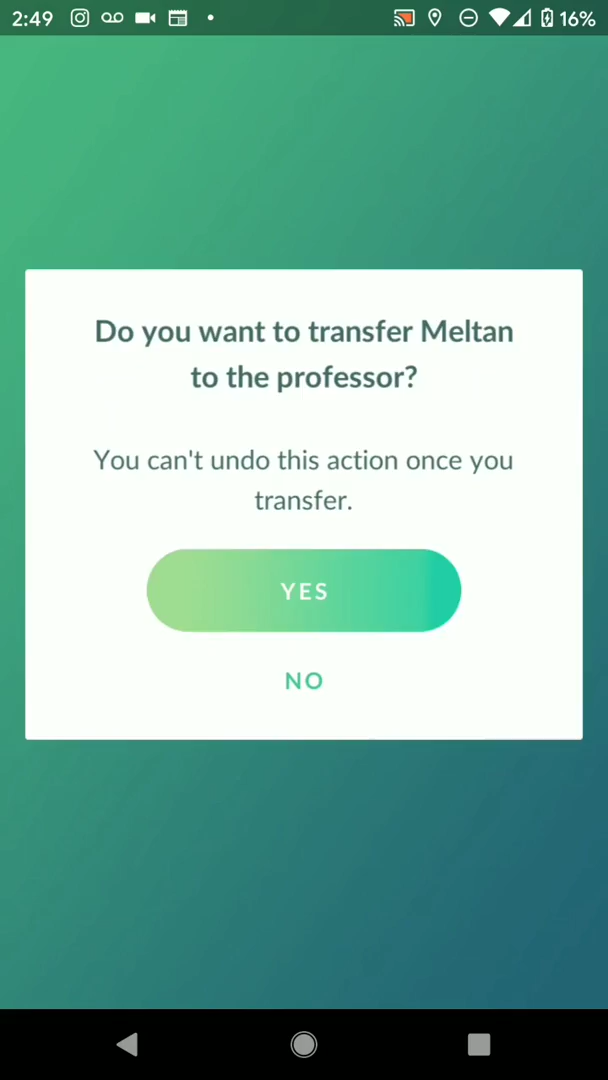 2:49 16%
Do you want to transfer Meltan
to the professor?
You can't undo this action once you
transfer.
YES
NO